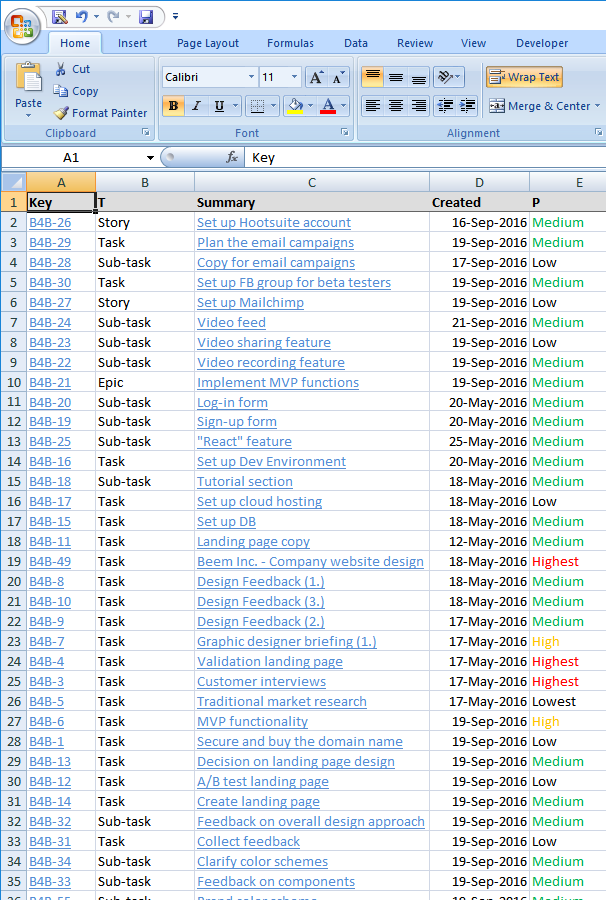 Home Insert Page Layout Formulas Data Review View Developer
Paste
Cut
Copy
Format Painter
Clipboard
Calibri 11 A A
B I U A
Font
Wrap Text
Merge & Center
Alignment
A1 fx Key
A B C D E
1 Key T Summary Created P
2 B4B-26 Story Set up Hootsuite account 16-Sep-2016 Medium
3 B4B-29 Task Plan the email campaigns 19-Sep-2016 Medium
4 B4B-28 Sub-task Copy for email campaigns 17-Sep-2016 Low
5 B4B-30 Task Set up FB group for beta testers 19-Sep-2016 Medium
6 B4B-27 Story Set up Mailchimp 19-Sep-2016 Low
7 B4B-24 Sub-task Video feed 21-Sep-2016 Medium
8 B4B-23 Sub-task Video sharing feature 19-Sep-2016 Low
9 B4B-22 Sub-task Video recording feature 19-Sep-2016 Medium
10 B4B-21 Epic Implement MVP functions 19-Sep-2016 Medium
11 B4B-20 Sub-task Log-in form 20-May-2016 Medium
12 B4B-19 Sub-task Sign-up form 20-May-2016 Medium
13 B4B-25 Sub-task "React" feature 25-May-2016 Medium
14 B4B-16 Task Set up Dev Environment 20-May-2016 Medium
15 B4B-18 Sub-task Tutorial section 18-May-2016 Medium
16 B4B-17 Task Set up cloud hosting 18-May-2016 Low
17 B4B-15 Task Set up DB 18-May-2016 Medium
18 B4B-11 Task Landing page copy 12-May-2016 Medium
19 B4B-49 Task Beem Inc. - Company website design 18-May-2016 Highest
20 B4B-8 Task Design Feedback (1.) 18-May-2016 Medium
21 B4B-10 Task Design Feedback (3.) 18-May-2016 Medium
22 B4B-9 Task Design Feedback (2.) 17-May-2016 Medium
23 B4B-7 Task Graphic designer briefing (1.) 17-May-2016 High
24 B4B-4 Task Validation landing page 17-May-2016 Highest
25 B4B-3 Task Customer interviews 17-May-2016 Highest
26 B4B-5 Task Traditional market research 17-May-2016 Lowest
27 B4B-6 Task MVP functionality 19-Sep-2016 High
28 B4B-1 Task Secure and buy the domain name 19-Sep-2016 Low
29 B4B-13 Task Decision on landing page design 19-Sep-2016 Medium
30 B4B-12 Task A/B test landing page 19-Sep-2016 Low
31 B4B-14 Task Create landing page 19-Sep-2016 Medium
32 B4B-32 Sub-task Feedback on overall design approach 19-Sep-2016 Medium
33 B4B-31 Task Collect feedback 19-Sep-2016 Low
34 B4B-34 Sub-task Clarify color schemes 19-Sep-2016 Medium
35 B4B-33 Sub-task Feedback on components 19-Sep-2016 Medium